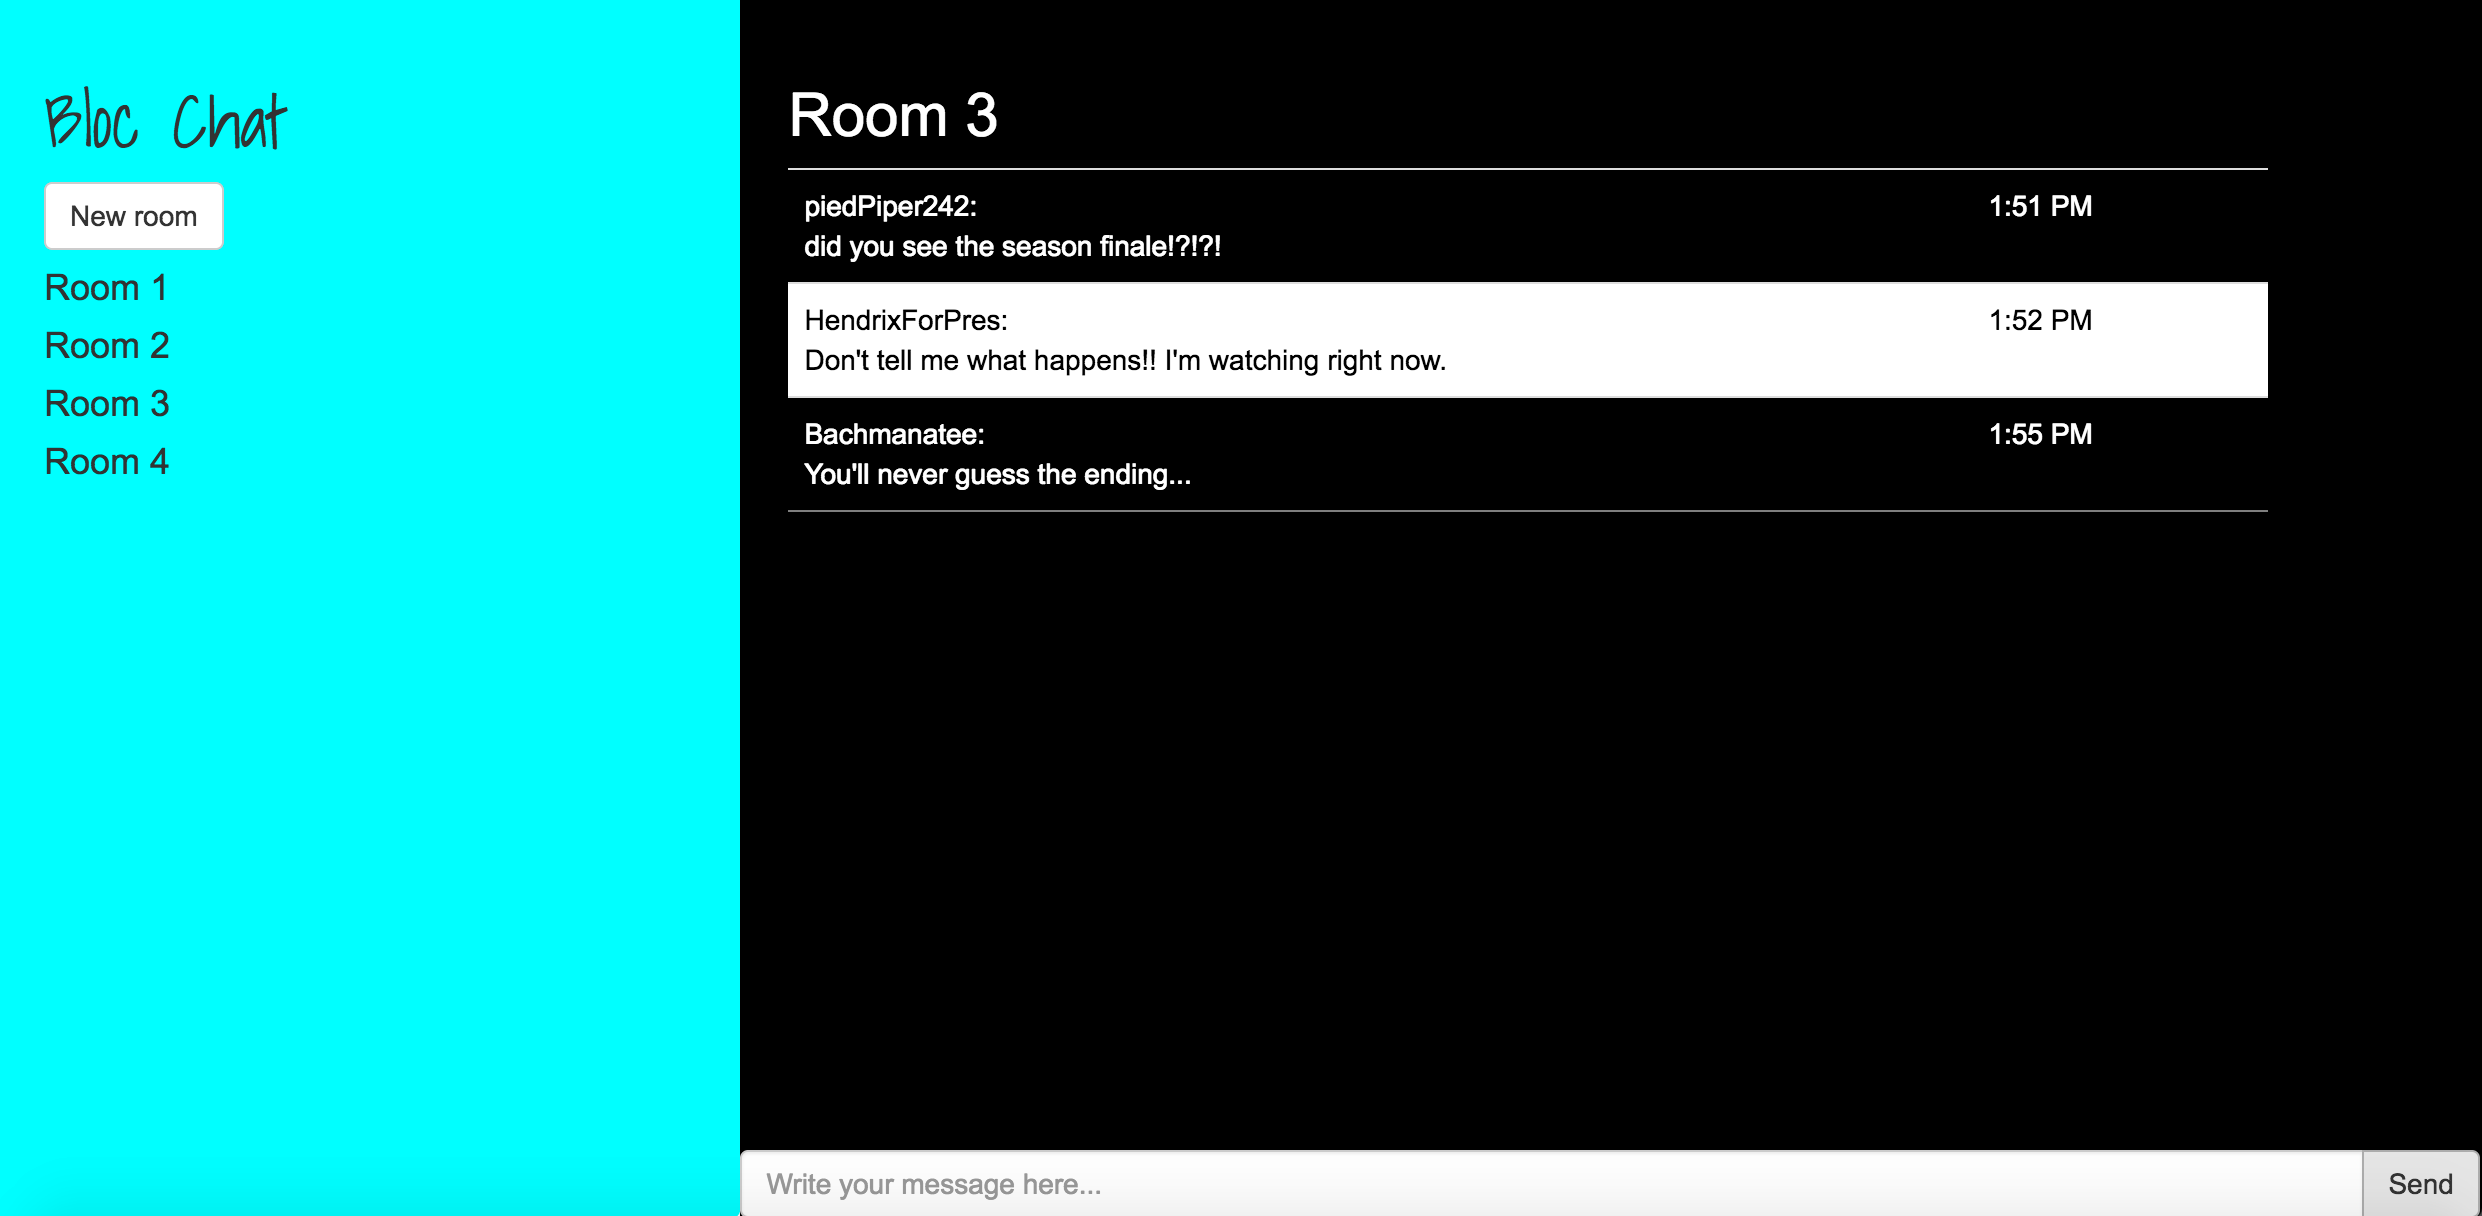 Bloc Chat
New room
Room 1
Room 2
Room 3
Room 4
Room 3
piedPiper242: 1:51 PM
did you see the season finale!?!?!
HendrixForPres: 1:52 PM
Don't tell me what happens!! I'm watching right now.
Bachmanatee: 1:55 PM
You'll never guess the ending...
Write your message here... Send